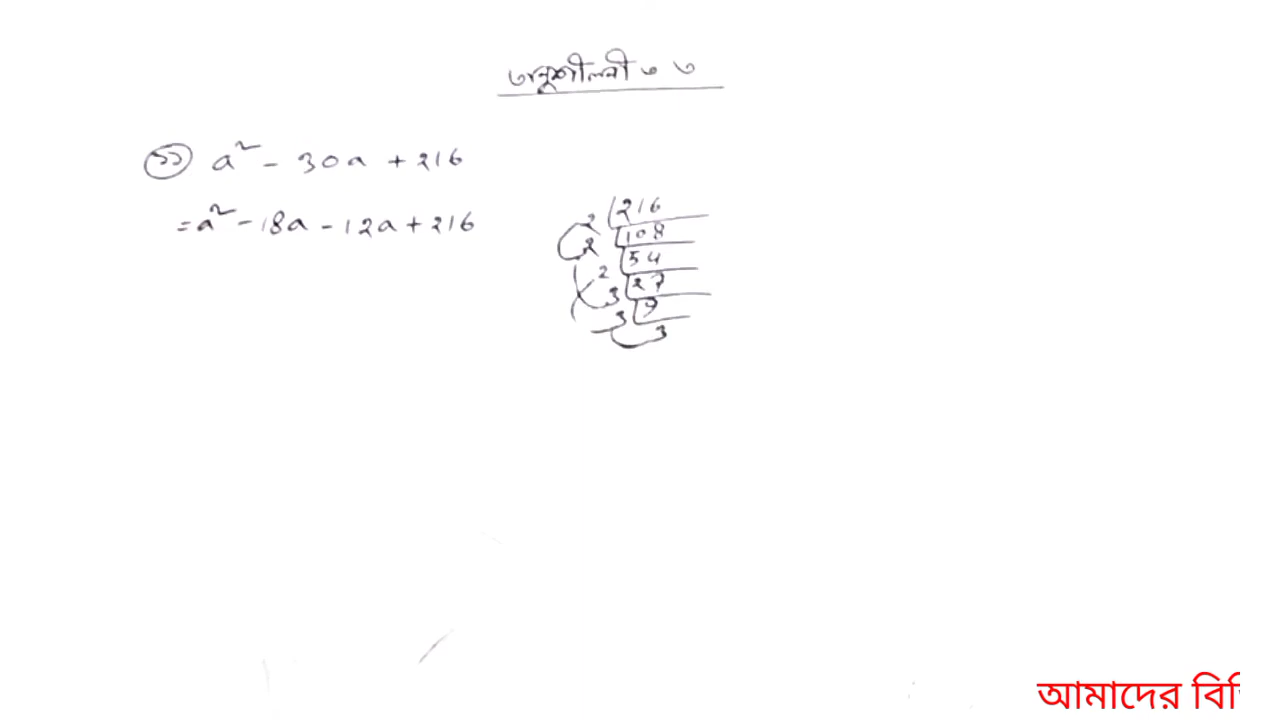 অনুশীলনী ৩.৩
১১ a² - 30a + 216
= a² - 18a - 12a + 216
2 | 216
2 | 108
2 | 54
3 | 27
3 | 9
3
আমাদের